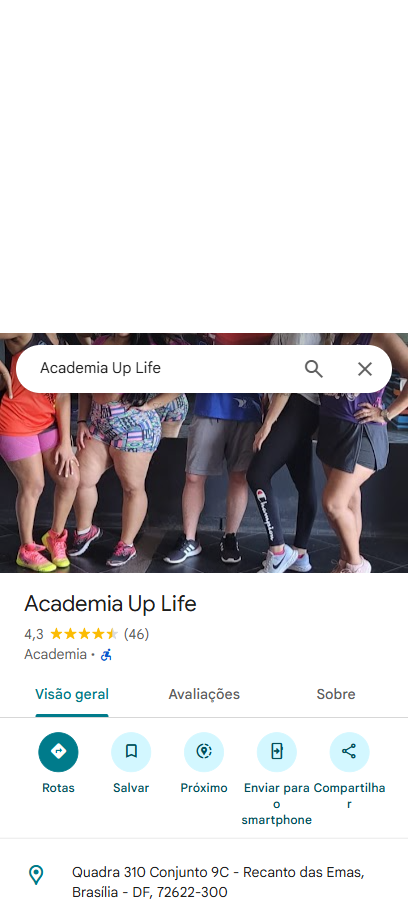 Academia Up Life
Champion
Academia Up Life
4,3 (46)
Academia ·
Visão geral Avaliações Sobre
Rotas Salvar Próximo Enviar para o smartphone Compartilhar
Quadra 310 Conjunto 9C - Recanto das Emas,
Brasília - DF, 72622-300